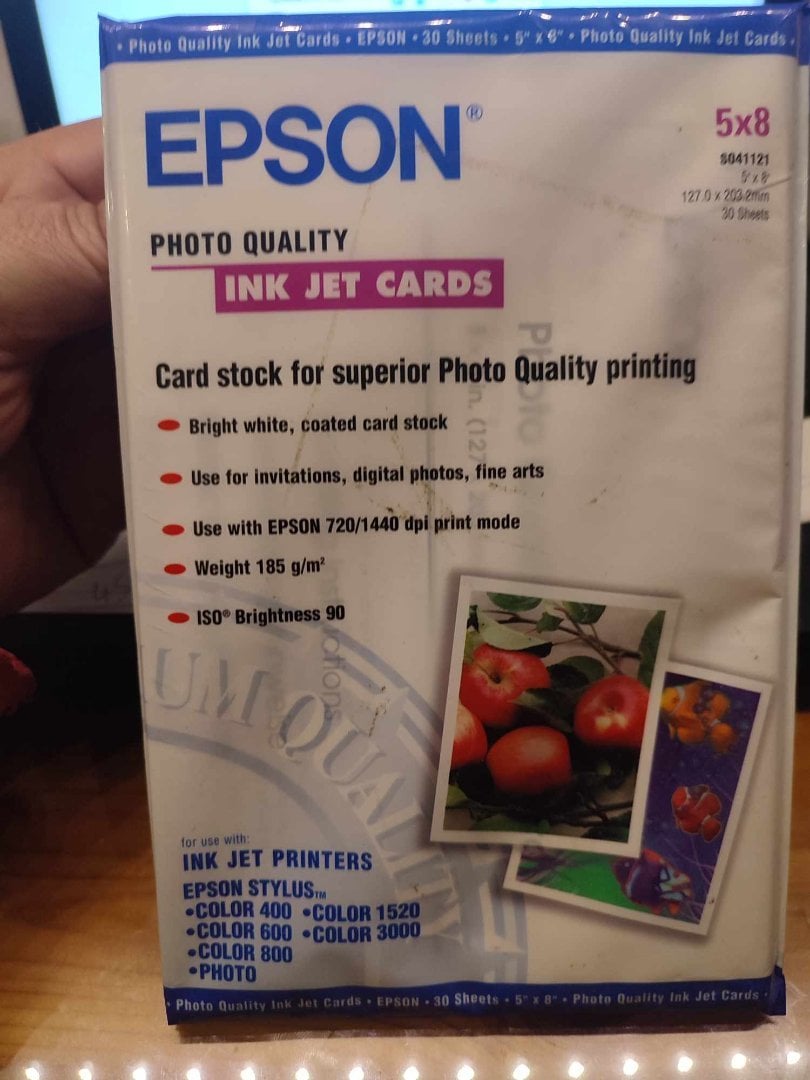 • Photo Quality Ink Jet Cards • EPSON • 30 Sheets • 5" x 8" • Photo Quality Ink Jet Cards •
EPSON®
5x8
S041121
5" x 8"
127.0 x 203.2mm
30 Sheets
PHOTO QUALITY
INK JET CARDS
Card stock for superior Photo Quality printing
Bright white, coated card stock
Use for invitations, digital photos, fine arts
Use with EPSON 720/1440 dpi print mode
Weight 185 g/m²
ISO® Brightness 90
UM QUALITY
for use with:
INK JET PRINTERS
EPSON STYLUS™
•COLOR 400 •COLOR 1520
•COLOR 600 •COLOR 3000
•COLOR 800
•PHOTO
• Photo Quality Ink Jet Cards • EPSON • 30 Sheets • 5" x 8" • Photo Quality Ink Jet Cards •